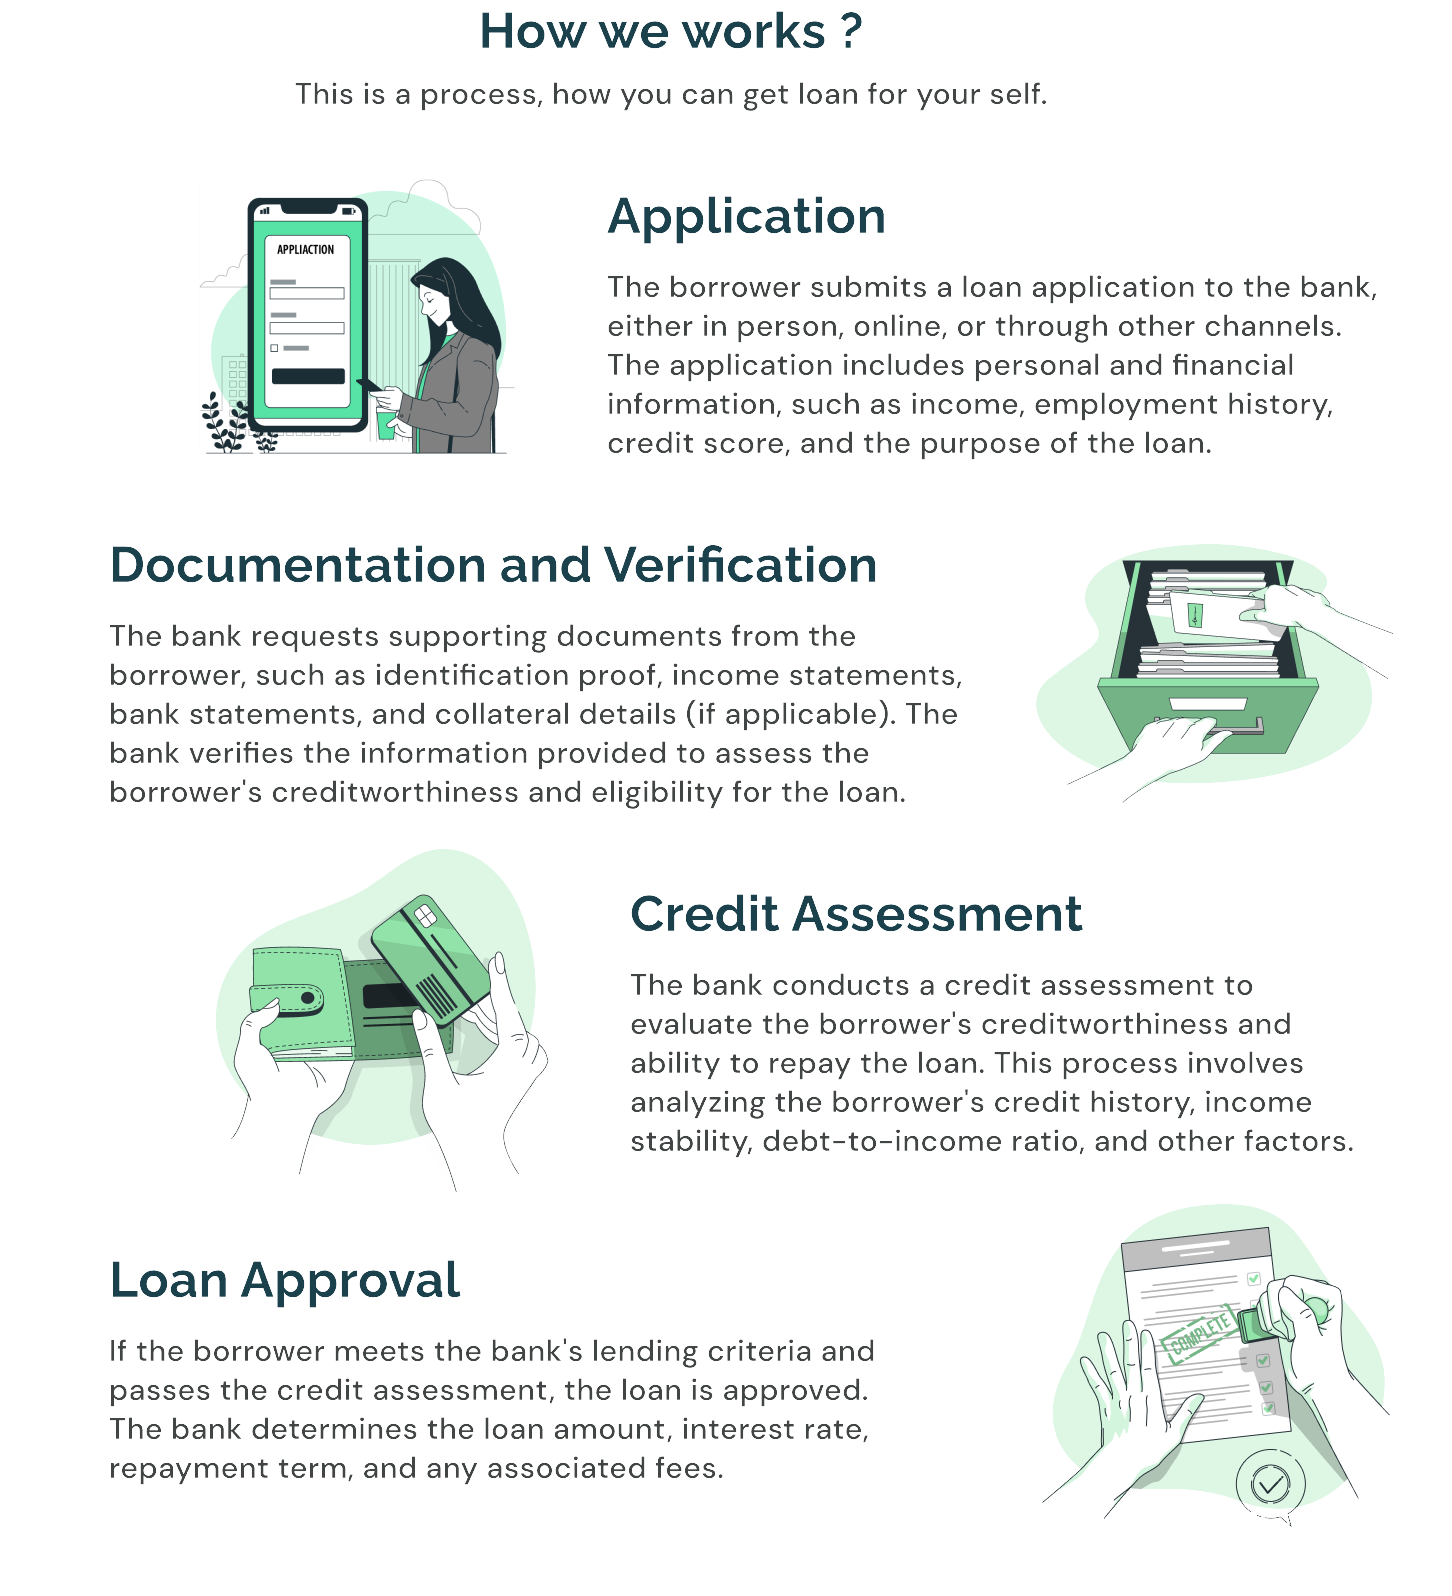 How we works ?
This is a process, how you can get loan for your self.
APPLIACTION
Application
The borrower submits a loan application to the bank,
either in person, online, or through other channels.
The application includes personal and financial
information, such as income, employment history,
credit score, and the purpose of the loan.
Documentation and Verification
The bank requests supporting documents from the
borrower, such as identification proof, income statements,
bank statements, and collateral details (if applicable). The
bank verifies the information provided to assess the
borrower's creditworthiness and eligibility for the loan.
Credit Assessment
The bank conducts a credit assessment to
evaluate the borrower's creditworthiness and
ability to repay the loan. This process involves
analyzing the borrower's credit history, income
stability, debt-to-income ratio, and other factors.
Loan Approval
If the borrower meets the bank's lending criteria and
passes the credit assessment, the loan is approved.
The bank determines the loan amount, interest rate,
repayment term, and any associated fees.
COMPLETE